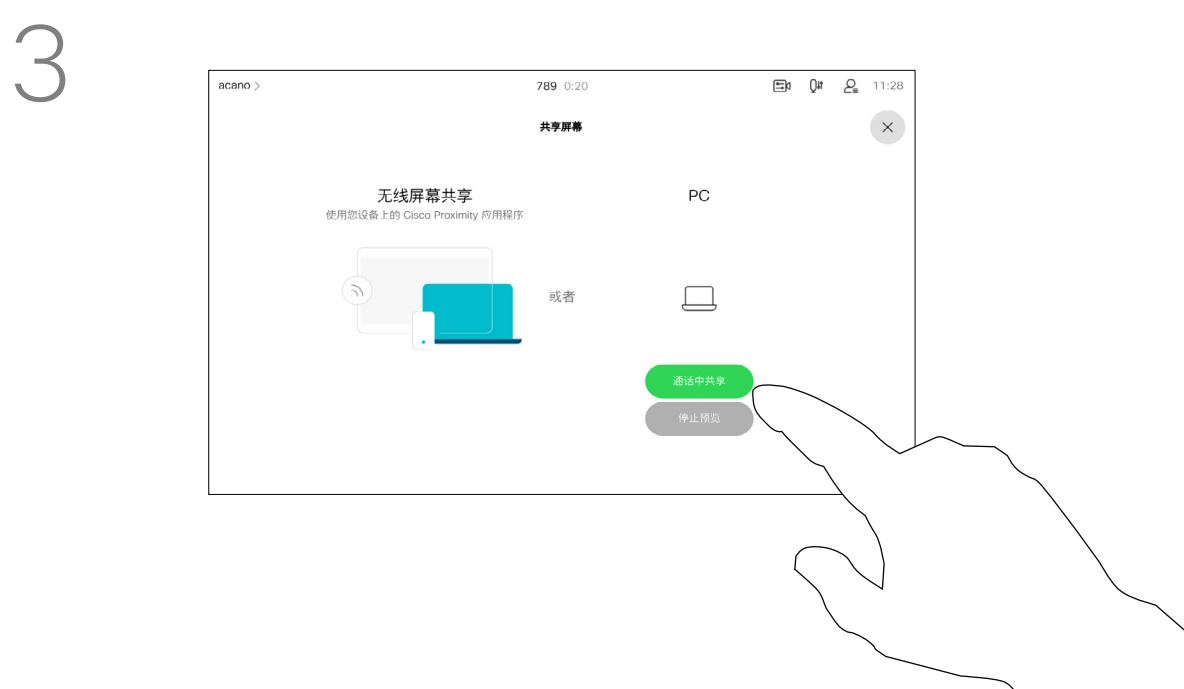 3
acano >
789 0:20
11:28
共享屏幕
无线屏幕共享
使用您设备上的 Cisco Proximity 应用程序
PC
或者
通话中共享
停止预览